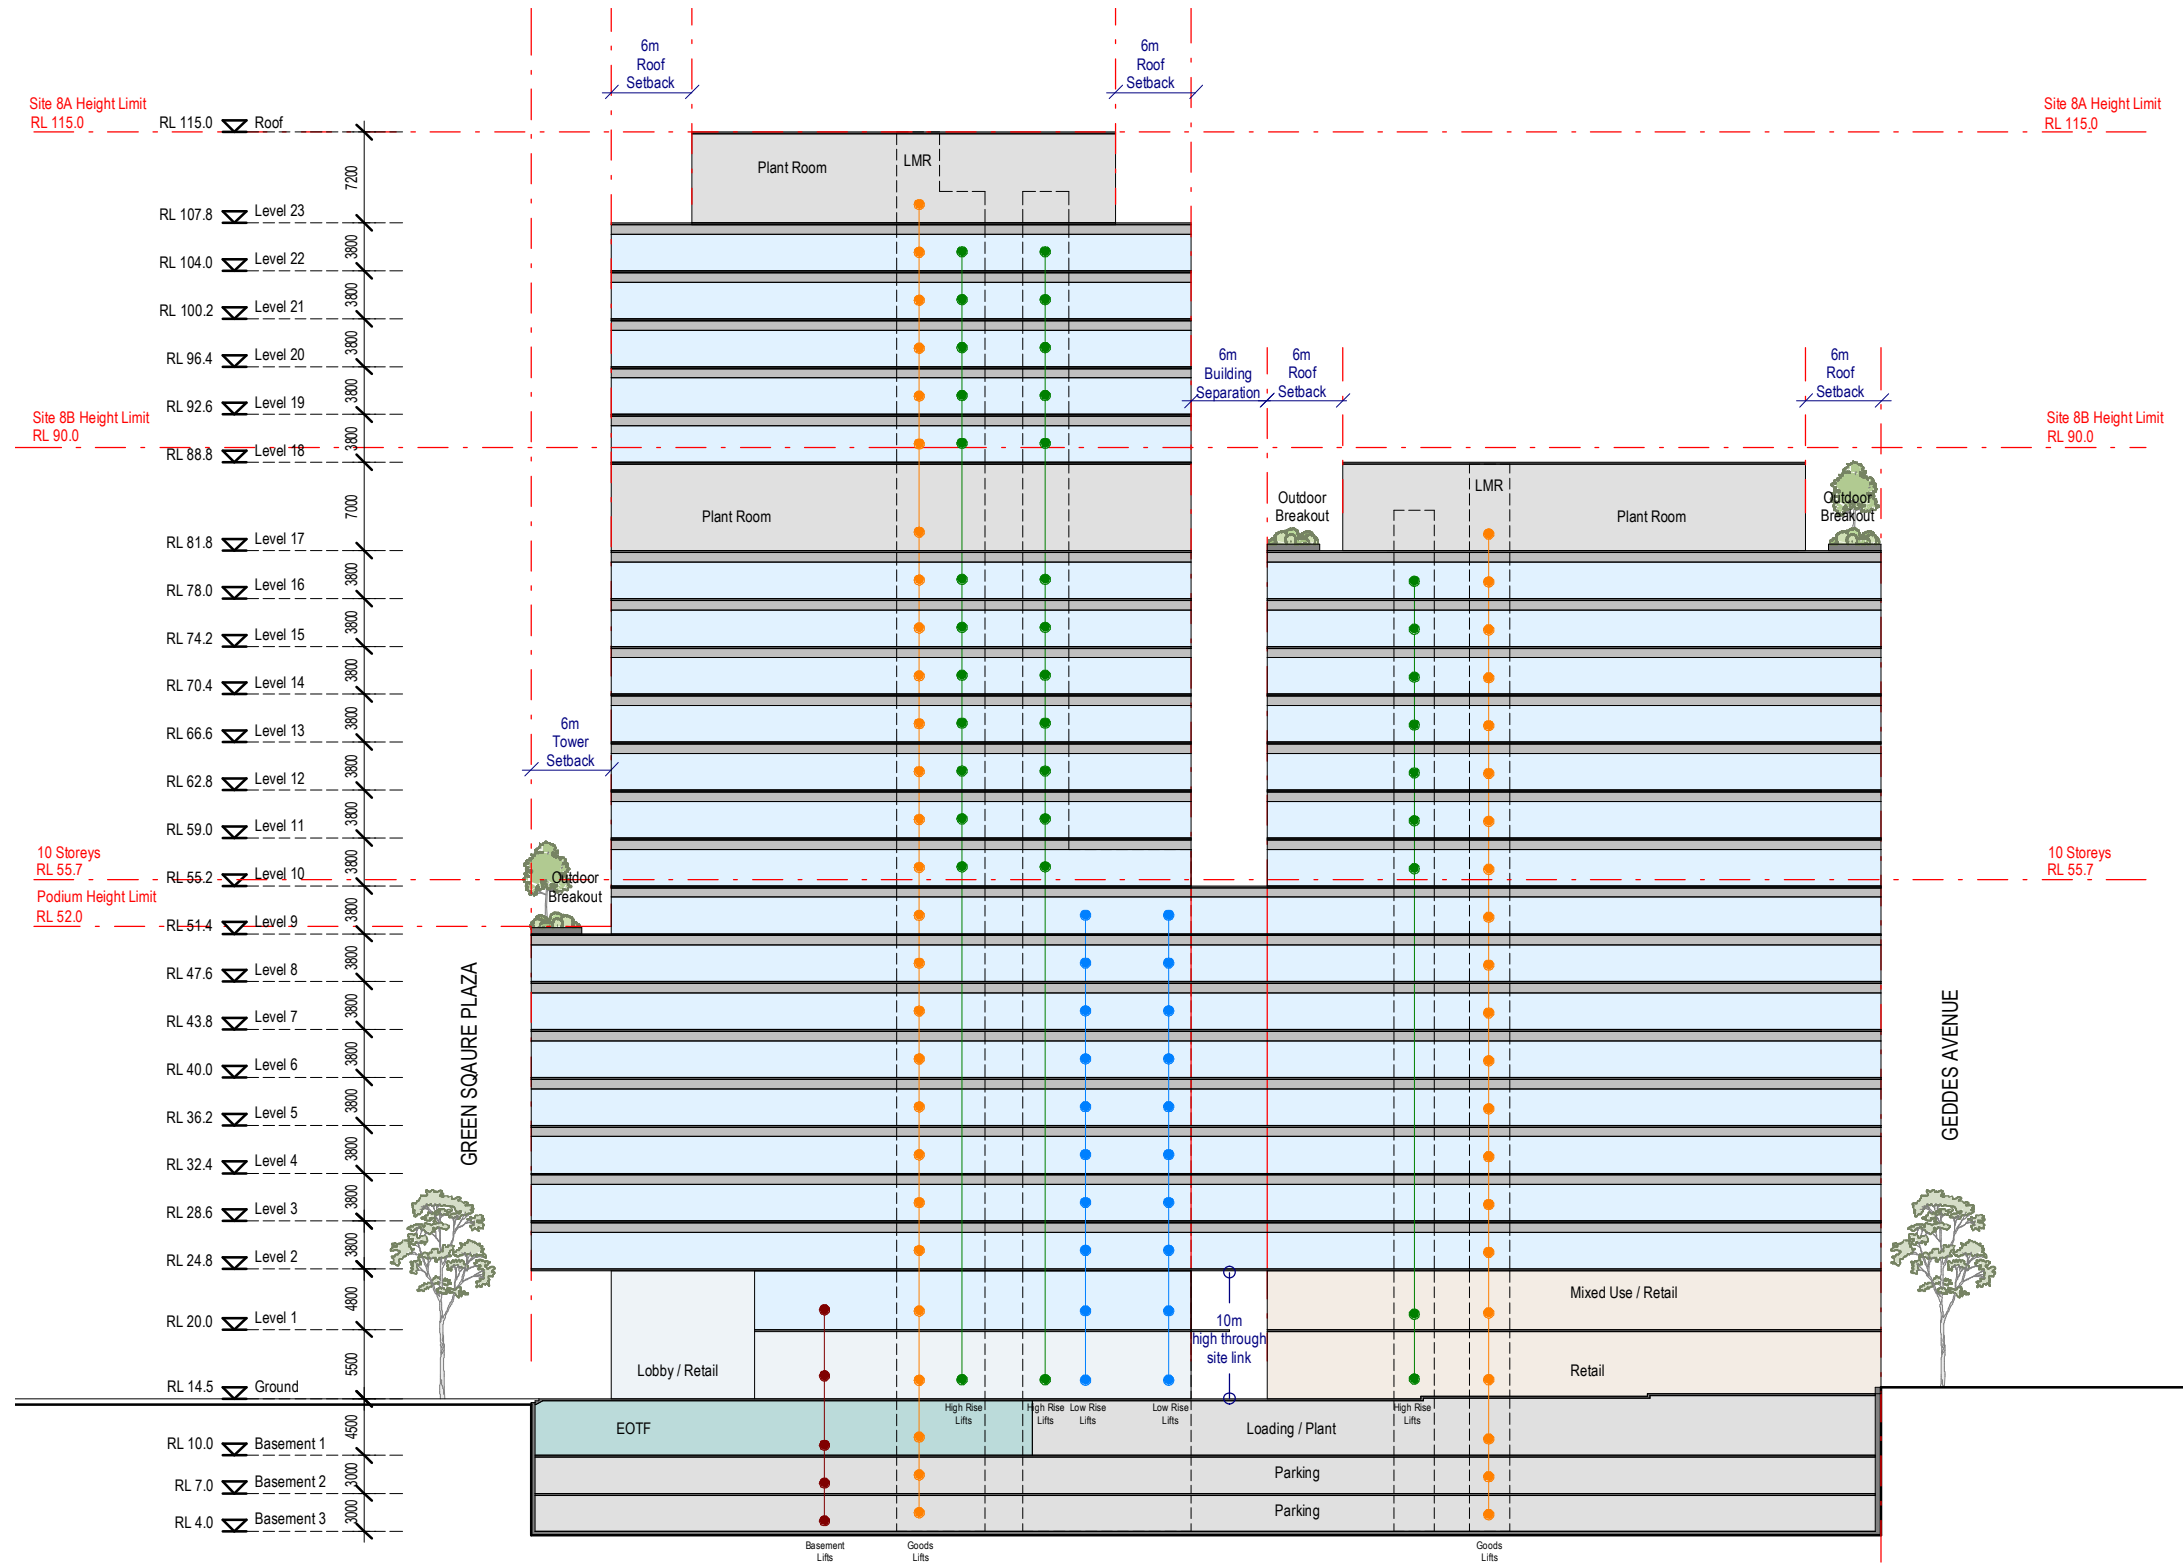 6m
Roof
Setback
6m
Roof
Setback
Site 8A Height Limit
RL 115.0
RL 115.0 Roof
Site 8A Height Limit
RL 115.0
Plant Room
LMR
7200
RL 107.8 Level 23
3800
RL 104.0 Level 22
3800
RL 100.2 Level 21
3800
RL 96.4 Level 20
6m
Building
Separation
6m
Roof
Setback
6m
Roof
Setback
3800
RL 92.6 Level 19
Site 8B Height Limit
RL 90.0
Site 8B Height Limit
RL 90.0
3800
RL 88.8 Level 18
LMR
Outdoor
Breakout
Outdoor
Breakout
7000
Plant Room
Plant Room
RL 81.8 Level 17
3800
RL 78.0 Level 16
3800
RL 74.2 Level 15
3800
RL 70.4 Level 14
3800
RL 66.6 Level 13
6m
Tower
Setback
3800
RL 62.8 Level 12
3800
RL 59.0 Level 11
10 Storeys
RL 55.7
10 Storeys
RL 55.7
3800
RL 55.2 Level 10
Outdoor
Breakout
Podium Height Limit
RL 52.0
3800
RL 51.4 Level 9
3800
RL 47.6 Level 8
3800
RL 43.8 Level 7
GREEN SQAURE PLAZA
GEDDES AVENUE
3800
RL 40.0 Level 6
3800
RL 36.2 Level 5
3800
RL 32.4 Level 4
3800
RL 28.6 Level 3
3800
RL 24.8 Level 2
Mixed Use / Retail
4800
RL 20.0 Level 1
10m
high through
site link
5500
Lobby / Retail
Retail
RL 14.5 Ground
High Rise
Lifts
High Rise
Lifts
Low Rise
Lifts
Low Rise
Lifts
High Rise
Lifts
4500
EOTF
Loading / Plant
RL 10.0 Basement 1
3000
Parking
RL 7.0 Basement 2
3000
Parking
RL 4.0 Basement 3
Basement
Lifts
Goods
Lifts
Goods
Lifts